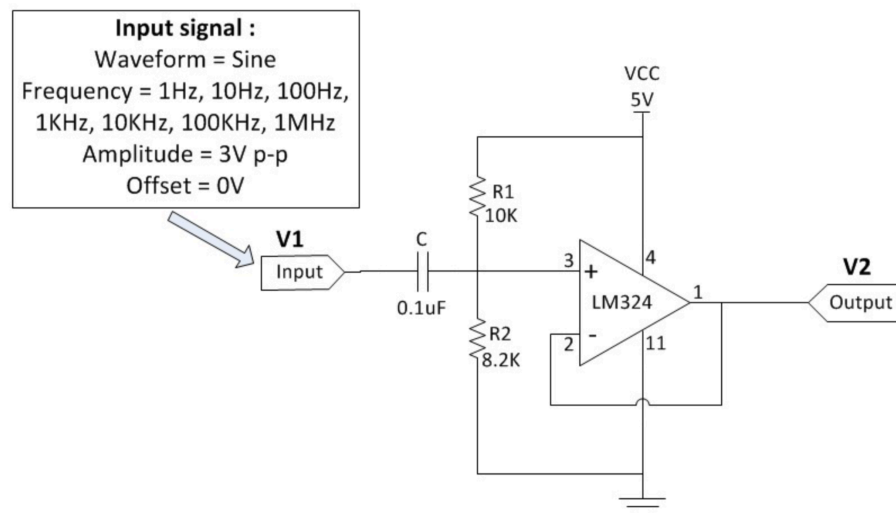 Input signal :
Waveform = Sine
Frequency = 1Hz, 10Hz, 100Hz,
1KHz, 10KHz, 100KHz, 1MHz
Amplitude = 3V p-p
Offset = 0V
VCC
5V
R1
10K
V1
Input
C
0.1uF
3
+
4
LM324
1
V2
Output
R2
8.2K
2
-
11